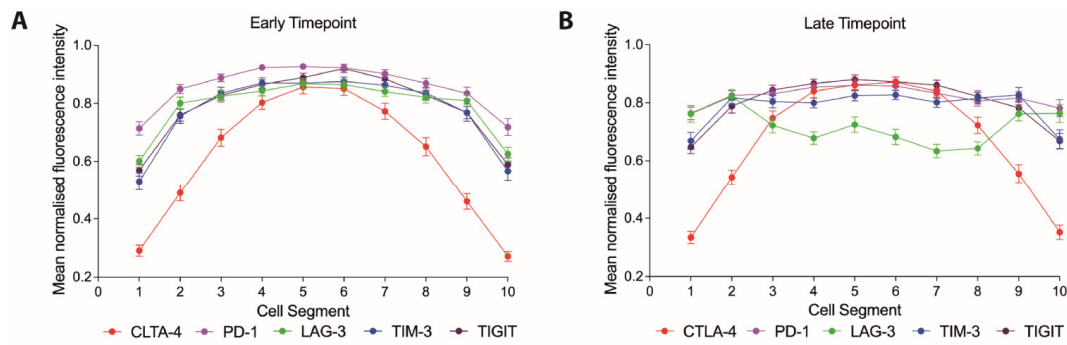 A
Early Timepoint
Mean normalised fluorescence intensity
1.0
0.8
0.6
0.4
0.2
0 1 2 3 4 5 6 7 8 9 10
Cell Segment
CLTA-4 PD-1 LAG-3 TIM-3 TIGIT
B
Late Timepoint
Mean normalised fluorescence intensity
1.0
0.8
0.6
0.4
0.2
0 1 2 3 4 5 6 7 8 9 10
Cell Segment
CTLA-4 PD-1 LAG-3 TIM-3 TIGIT